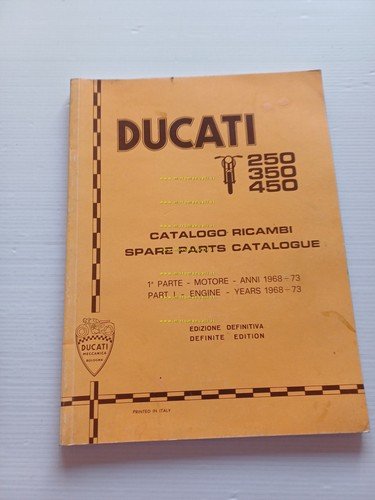 DUCATI
250
350
450
CATALOGO RICAMBI
SPARE PARTS CATALOGUE
1ª PARTE - MOTORE - ANNI 1968-73
PART. I - ENGINE - YEARS 1968-73
EDIZIONE DEFINITIVA
DEFINITE EDITION
DUCATI
MECCANICA
BOLOGNA
PRINTED IN ITALY